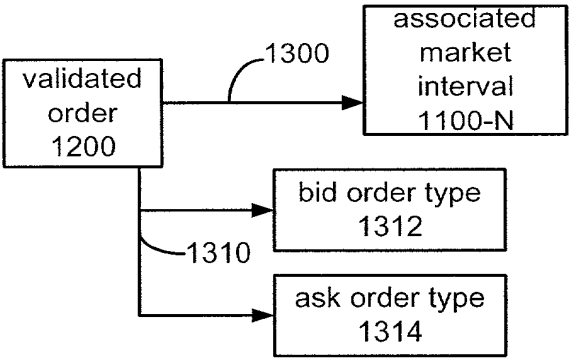 associated
market
interval
1100-N
1300
validated
order
1200
bid order type
1312
1310
ask order type
1314